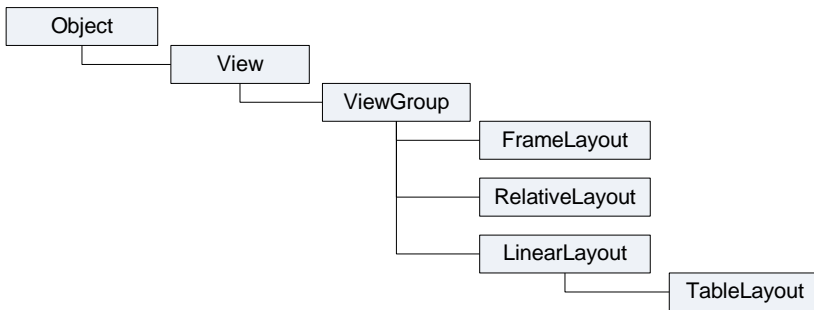 Object
View
ViewGroup
FrameLayout
RelativeLayout
LinearLayout
TableLayout